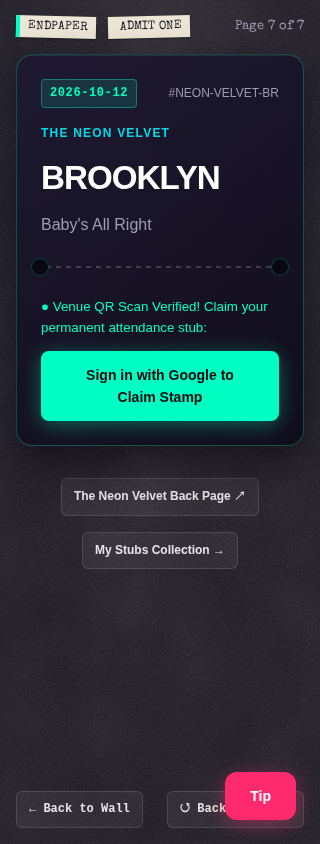 ENDPAPER ADMIT ONE Page 7 of 7
2026-10-12 #NEON-VELVET-BR
THE NEON VELVET
BROOKLYN
Baby's All Right
● Venue QR Scan Verified! Claim your
permanent attendance stub:
Sign in with Google to
Claim Stamp
The Neon Velvet Back Page ↗
My Stubs Collection →
← Back to Wall ↺ Back
Tip